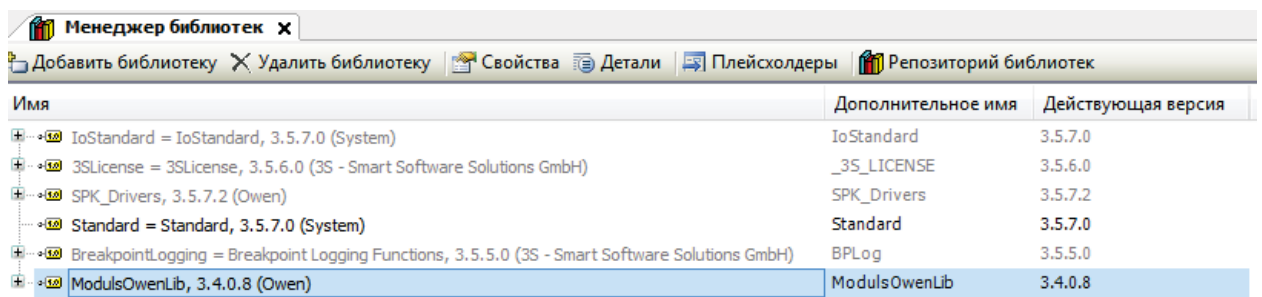 Менеджер библиотек X
Добавить библиотеку Удалить библиотеку Свойства Детали Плейсхолдеры Репозиторий библиотек
Имя Дополнительное имя Действующая версия
IoStandard = IoStandard, 3.5.7.0 (System) IoStandard 3.5.7.0
3SLicense = 3SLicense, 3.5.6.0 (3S - Smart Software Solutions GmbH) _3S_LICENSE 3.5.6.0
SPK_Drivers, 3.5.7.2 (Owen) SPK_Drivers 3.5.7.2
Standard = Standard, 3.5.7.0 (System) Standard 3.5.7.0
BreakpointLogging = Breakpoint Logging Functions, 3.5.5.0 (3S - Smart Software Solutions GmbH) BPLog 3.5.5.0
ModulsOwenLib, 3.4.0.8 (Owen) ModulsOwenLib 3.4.0.8